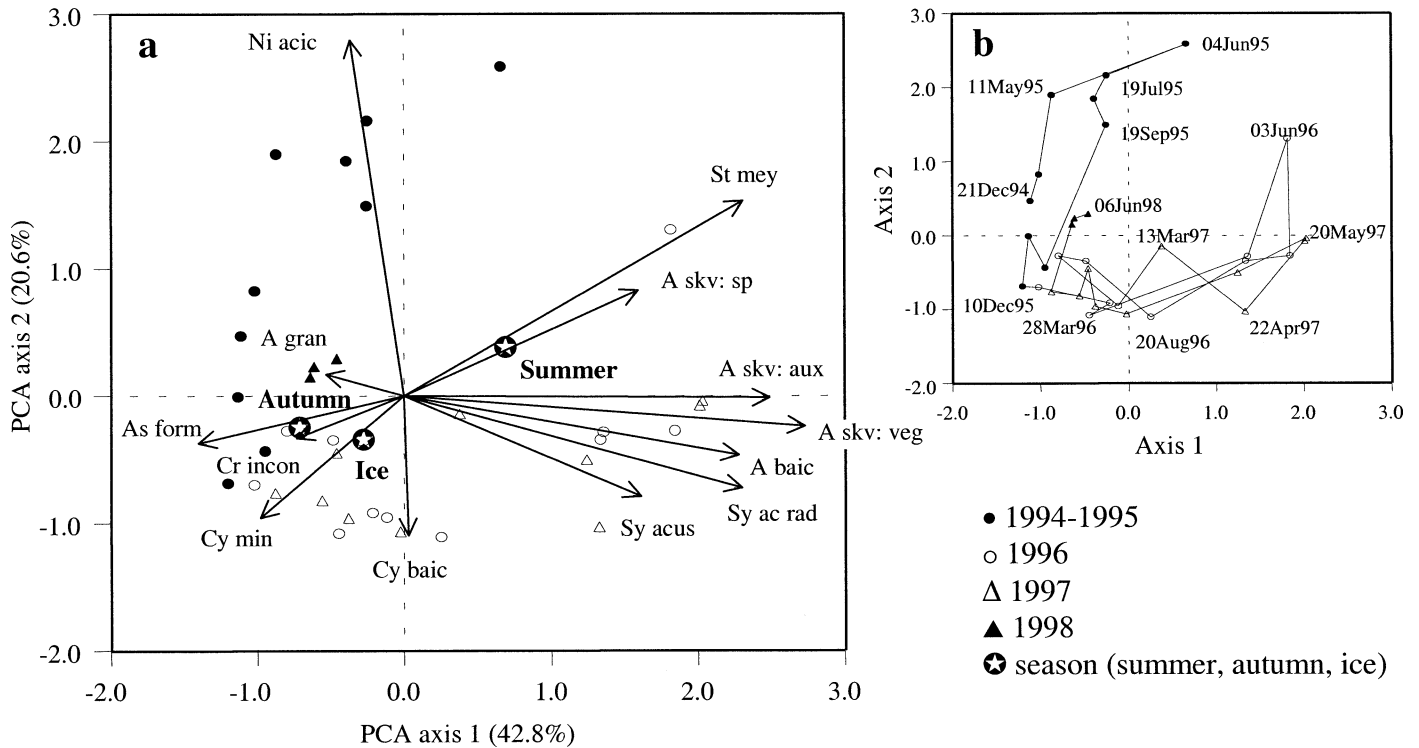 a
3.0
2.0
1.0
0.0
-1.0
-2.0
PCA axis 2 (20.6%)
Ni acic
St mey
A skv: sp
A gran
Summer
A skv: aux
Autumn
As form
A skv: veg
Cr incon
Ice
A baic
Sy ac rad
Cy min
Sy acus
Cy baic
-2.0 -1.0 0.0 1.0 2.0 3.0
PCA axis 1 (42.8%)
b
3.0
2.0
1.0
0.0
-1.0
-2.0
Axis 2
04Jun95
11May95
19Jul95
19Sep95
03Jun96
21Dec94
06Jun98
13Mar97
20May97
10Dec95
28Mar96
20Aug96
22Apr97
-2.0 -1.0 0.0 1.0 2.0 3.0
Axis 1
1994-1995
1996
1997
1998
season (summer, autumn, ice)